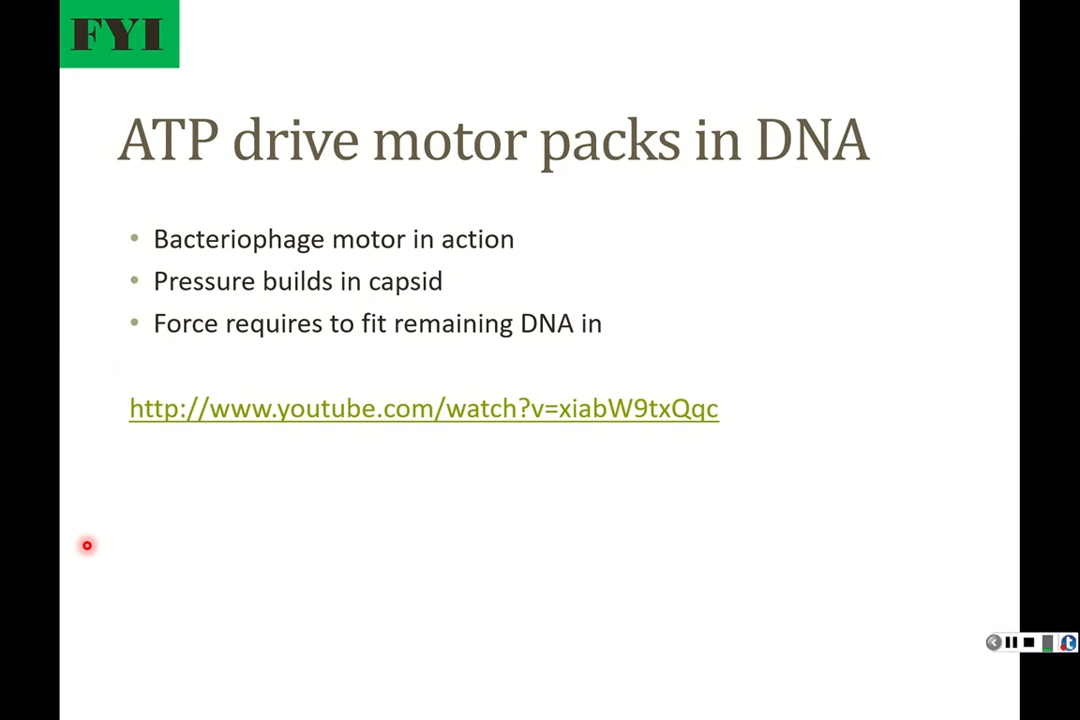 FYI
ATP drive motor packs in DNA
• Bacteriophage motor in action
• Pressure builds in capsid
• Force requires to fit remaining DNA in
http://www.youtube.com/watch?v=xiabW9txQqc
t